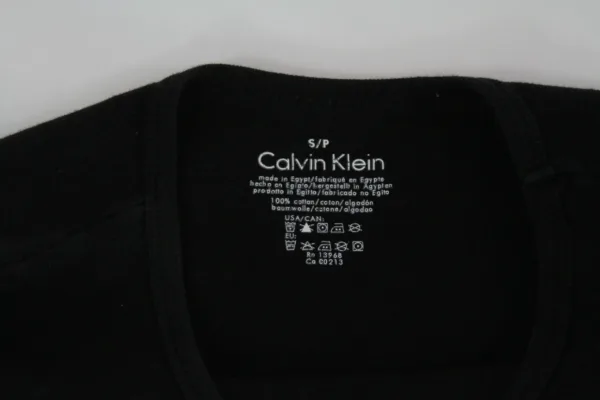 S/P
Calvin Klein
made in Egypt/fabriqué en Egypte
hecho en Egipto/hergestellt in Ägypten
prodotto in Egitto/fabricado no Egito
100% cotton/coton/algodón
baumwolle/cotone/algodao
USA/CAN:
EU:
Rn 13968
Ca 00213